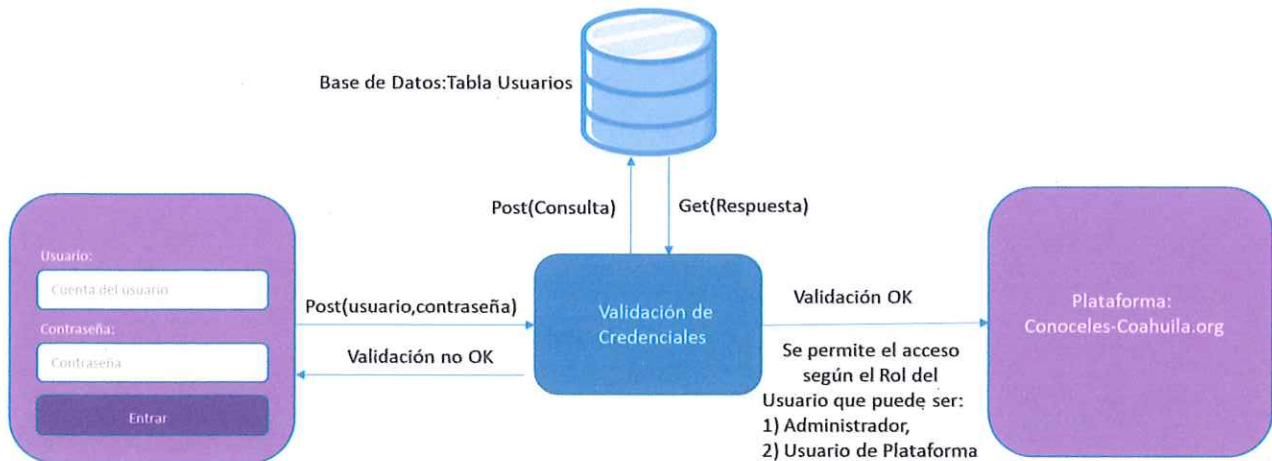 Base de Datos:Tabla Usuarios
Post(Consulta)
Get(Respuesta)
Usuario:
Cuenta del usuario
Contraseña:
Contraseña
Entrar
Post(usuario,contraseña)
Validación no OK
Validación de
Credenciales
Validación OK
Se permite el acceso
según el Rol del
Usuario que puede ser:
1) Administrador,
2) Usuario de Plataforma
Plataforma:
Conoceles-Coahuila.org